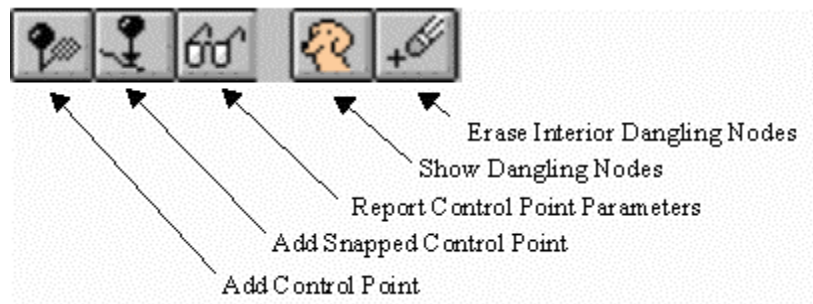 Erase Interior Dangling Nodes
Show Dangling Nodes
Report Control Point Parameters
Add Snapped Control Point
Add Control Point